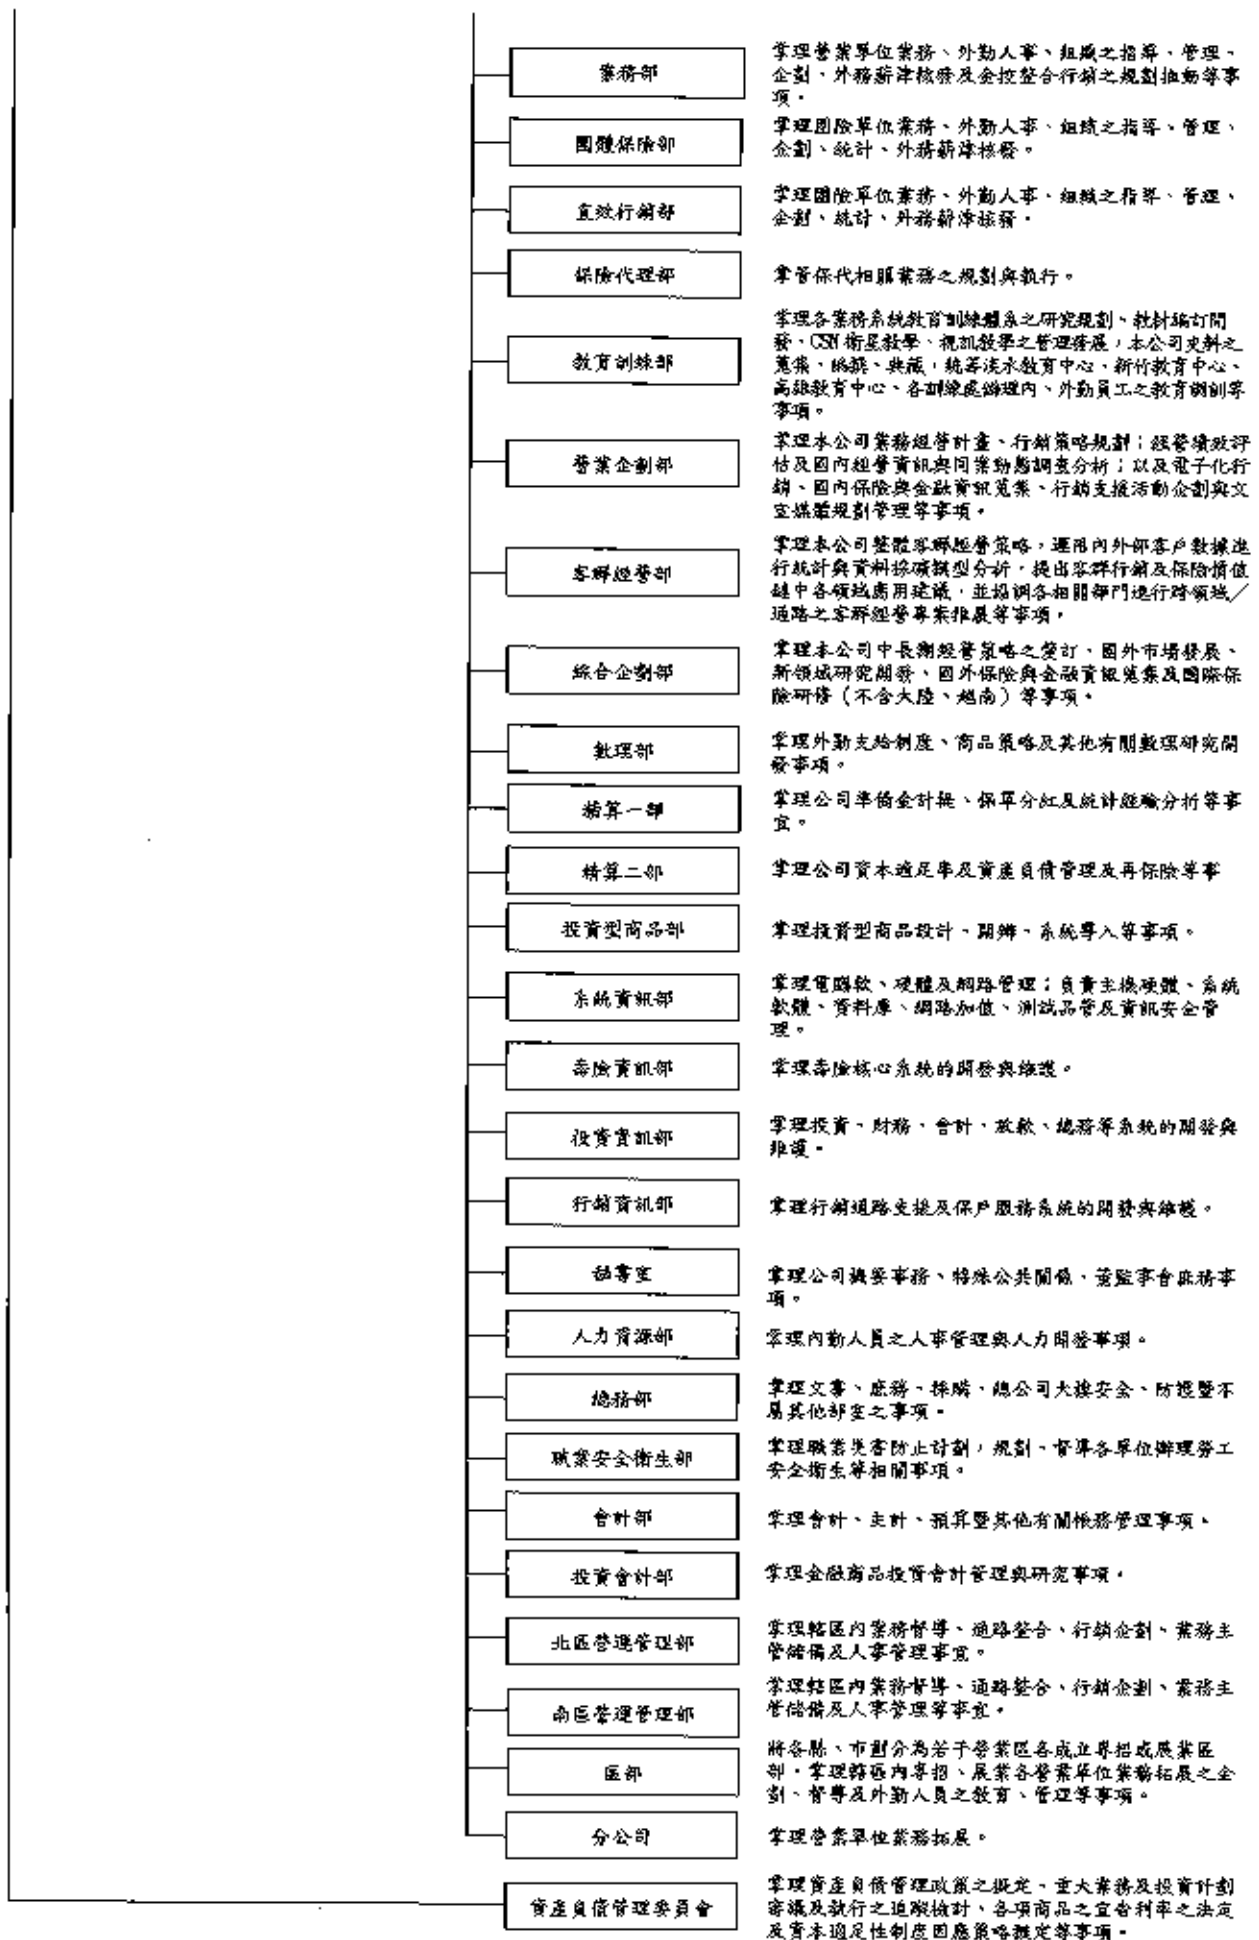 業務部
掌理營業單位業務、外勤人事、組織之指導、管理、
企劃、外務薪津核發及金控整合行銷之規劃推動等事
項。
團體保險部
掌理團險單位業務、外勤人事、組織之指導、管理、
企劃、統計、外務薪津核發。
直效行銷部
掌理團險單位業務、外勤人事、組織之指導、管理、
企劃、統計、外務薪津核發。
保險代理部
掌管保代相關業務之規劃與執行。
教育訓練部
掌理各業務系統教育訓練體系之研究規劃、教材編訂開
發、CSN衛星教學、視訊教學之管理發展；本公司史料之
蒐集、編撰、典藏；統籌淡水教育中心、新竹教育中心、
高雄教育中心、各訓練處辦理內、外勤員工之教育調訓等
事項。
營業企劃部
掌理本公司業務經營計畫、行銷策略規劃；經營績效評
估及國內經營資訊與同業動態調查分析；以及電子化行
銷、國內保險與金融資訊蒐集、行銷支援活動企劃與文
宣媒體規劃管理等事項。
客群經營部
掌理本公司整體客群經營策略，運用內外部客戶數據進
行統計與資料採礦模型分析，提出客群行銷及保險價值
鏈中各領域應用建議，並協調各相關部門進行跨領域／
通路之客群經營專案推展等事項。
綜合企劃部
掌理本公司中長期經營策略之釐訂、國外市場發展、
新領域研究開發、國外保險與金融資訊蒐集及國際保
險研修（不含大陸、越南）等事項。
數理部
掌理外勤支給制度、商品策略及其他有關數理研究開
發事項。
精算一部
掌理公司準備金計提、保單分紅及統計經驗分析等事
宜。
精算二部
掌理公司資本適足率及資產負債管理及再保險等事
投資型商品部
掌理投資型商品設計、開辦、系統導入等事項。
系統資訊部
掌理電腦軟、硬體及網路管理；負責主機硬體、系統
軟體、資料庫、網路加值、測試品管及資訊安全管
理。
壽險資訊部
掌理壽險核心系統的開發與維護。
投資資訊部
掌理投資、財務、會計、放款、總務等系統的開發與
維護。
行銷資訊部
掌理行銷通路支援及保戶服務系統的開發與維護。
秘書室
掌理公司機要事務、特殊公共關係、董監事會庶務事
項。
人力資源部
掌理內勤人員之人事管理與人力開發事項。
總務部
掌理文書、庶務、採購、總公司大樓安全、防護暨不
屬其他部室之事項。
職業安全衛生部
掌理職業災害防止計劃，規劃、督導各單位辦理勞工
安全衛生等相關事項。
會計部
掌理會計、主計、預算暨其他有關帳務管理事項。
投資會計部
掌理金融商品投資會計管理與研究事項。
北區營運管理部
掌理轄區內業務督導、通路整合、行銷企劃、業務主
管儲備及人事管理事宜。
南區營運管理部
掌理轄區內業務督導、通路整合、行銷企劃、業務主
管儲備及人事管理等事宜。
區部
將各縣、市劃分為若干營業區各成立專招或展業區
部，掌理轄區內專招、展業各營業單位業務拓展之企
劃、督導及外勤人員之教育、管理等事項。
分公司
掌理營業單位業務拓展。
資產負債管理委員會
掌理資產負債管理政策之擬定、重大業務及投資計劃
審議及執行之追蹤檢討、各項商品之宣告利率之決定
及資本適足性制度因應策略擬定等事項。